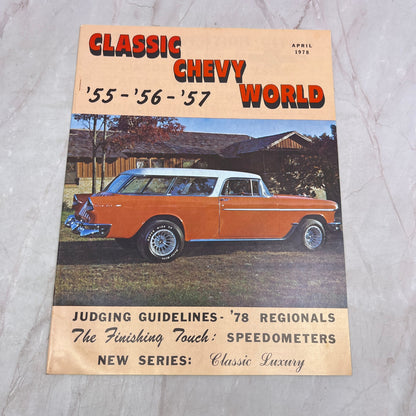 CLASSIC
CHEVY
WORLD
APRIL
1978
'55-'56-'57
JUDGING GUIDELINES - '78 REGIONALS
The Finishing Touch: SPEEDOMETERS
NEW SERIES: Classic Luxury